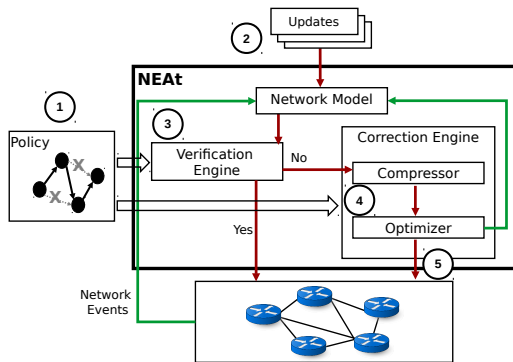 Updates
2
NEAt
1
Network Model
3
Policy
Correction Engine
Verification
Engine
No
Compressor
X
X
4
Optimizer
Yes
5
Network
Events